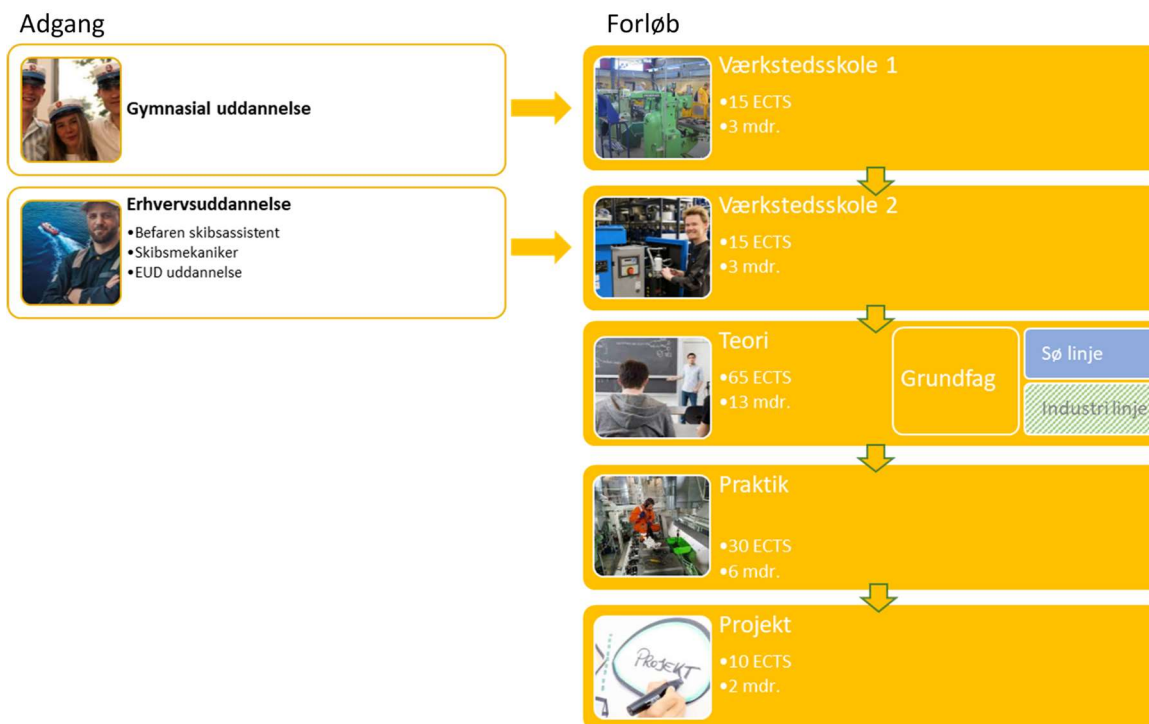 Adgang
Gymnasial uddannelse
Erhvervsuddannelse
•Befaren skibsassistent
•Skibsmekaniker
•EUD uddannelse
Forløb
Værkstedsskole 1
•15 ECTS
•3 mdr.
Værkstedsskole 2
•15 ECTS
•3 mdr.
Teori
•65 ECTS
•13 mdr.
Grundfag
Sø linje
Industri linje
Praktik
•30 ECTS
•6 mdr.
Projekt
•10 ECTS
•2 mdr.
PROJEKT